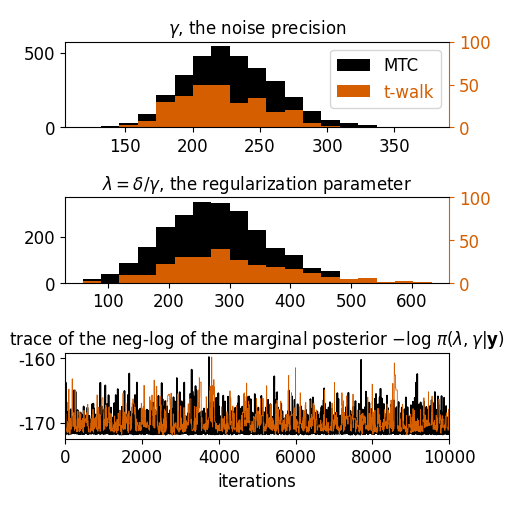 γ, the noise precision
500
0
100
50
0
MTC
t-walk
150 200 250 300 350
λ = δ/γ, the regularization parameter
200
0
100
50
0
100 200 300 400 500 600
trace of the neg-log of the marginal posterior −log π(λ, γ|y)
-160
-170
0 2000 4000 6000 8000 10000
iterations